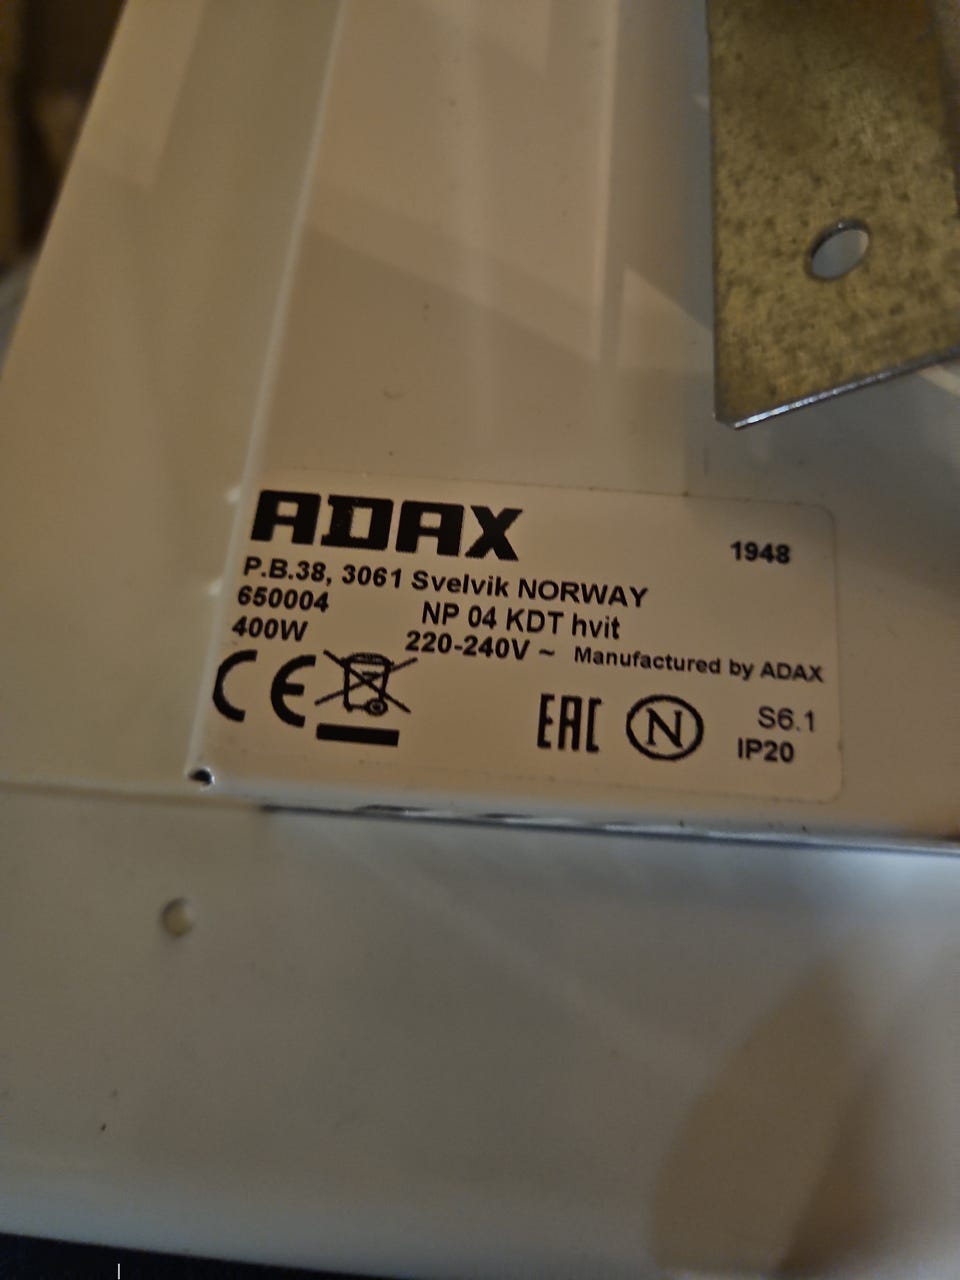 ADAX
1948
P.B.38, 3061 Svelvik NORWAY
650004 NP 04 KDT hvit
400W 220-240V ~ Manufactured by ADAX
CE EAC N S6.1
IP20